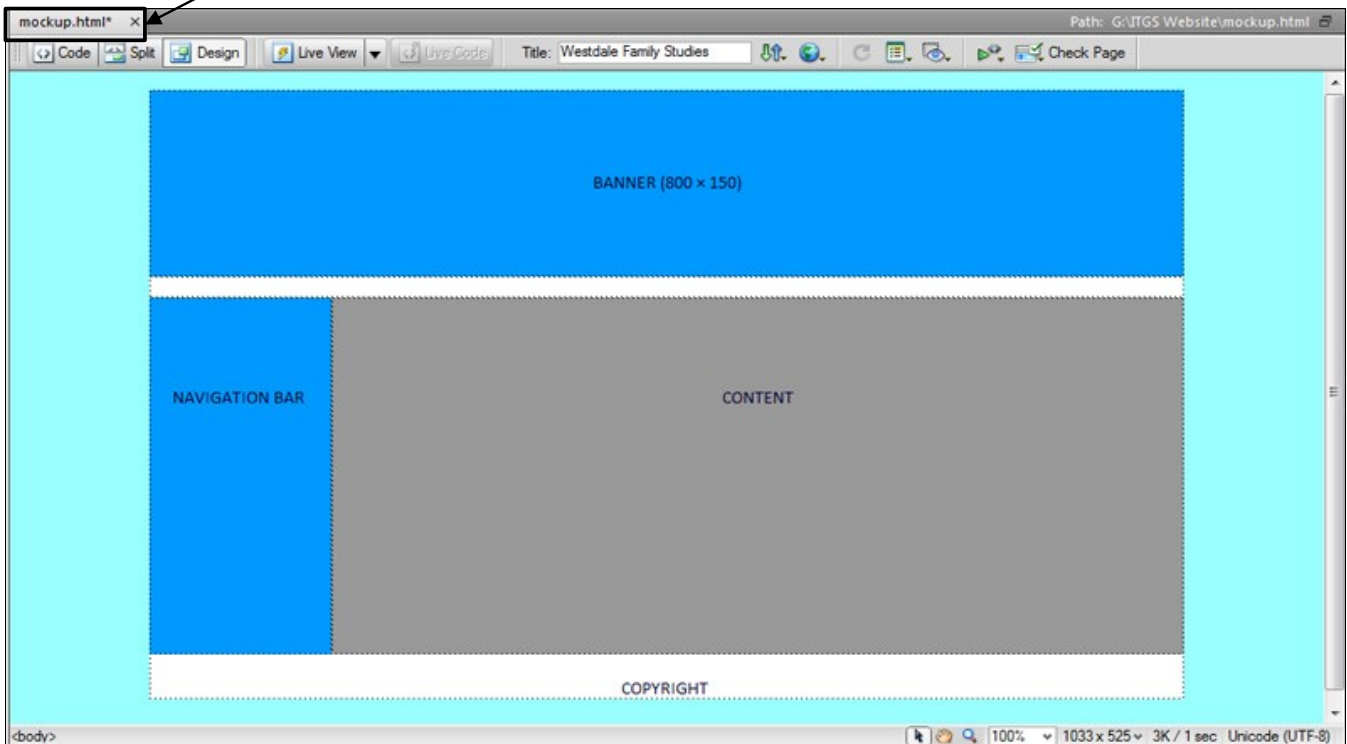 mockup.html* × Path: G:\ITGS Website\mockup.html
Code Split Design Live View Live Code Title: Westdale Family Studies Check Page
BANNER (800 × 150)
NAVIGATION BAR CONTENT
COPYRIGHT
<body> 100% 1033 x 525 3K / 1 sec Unicode (UTF-8)